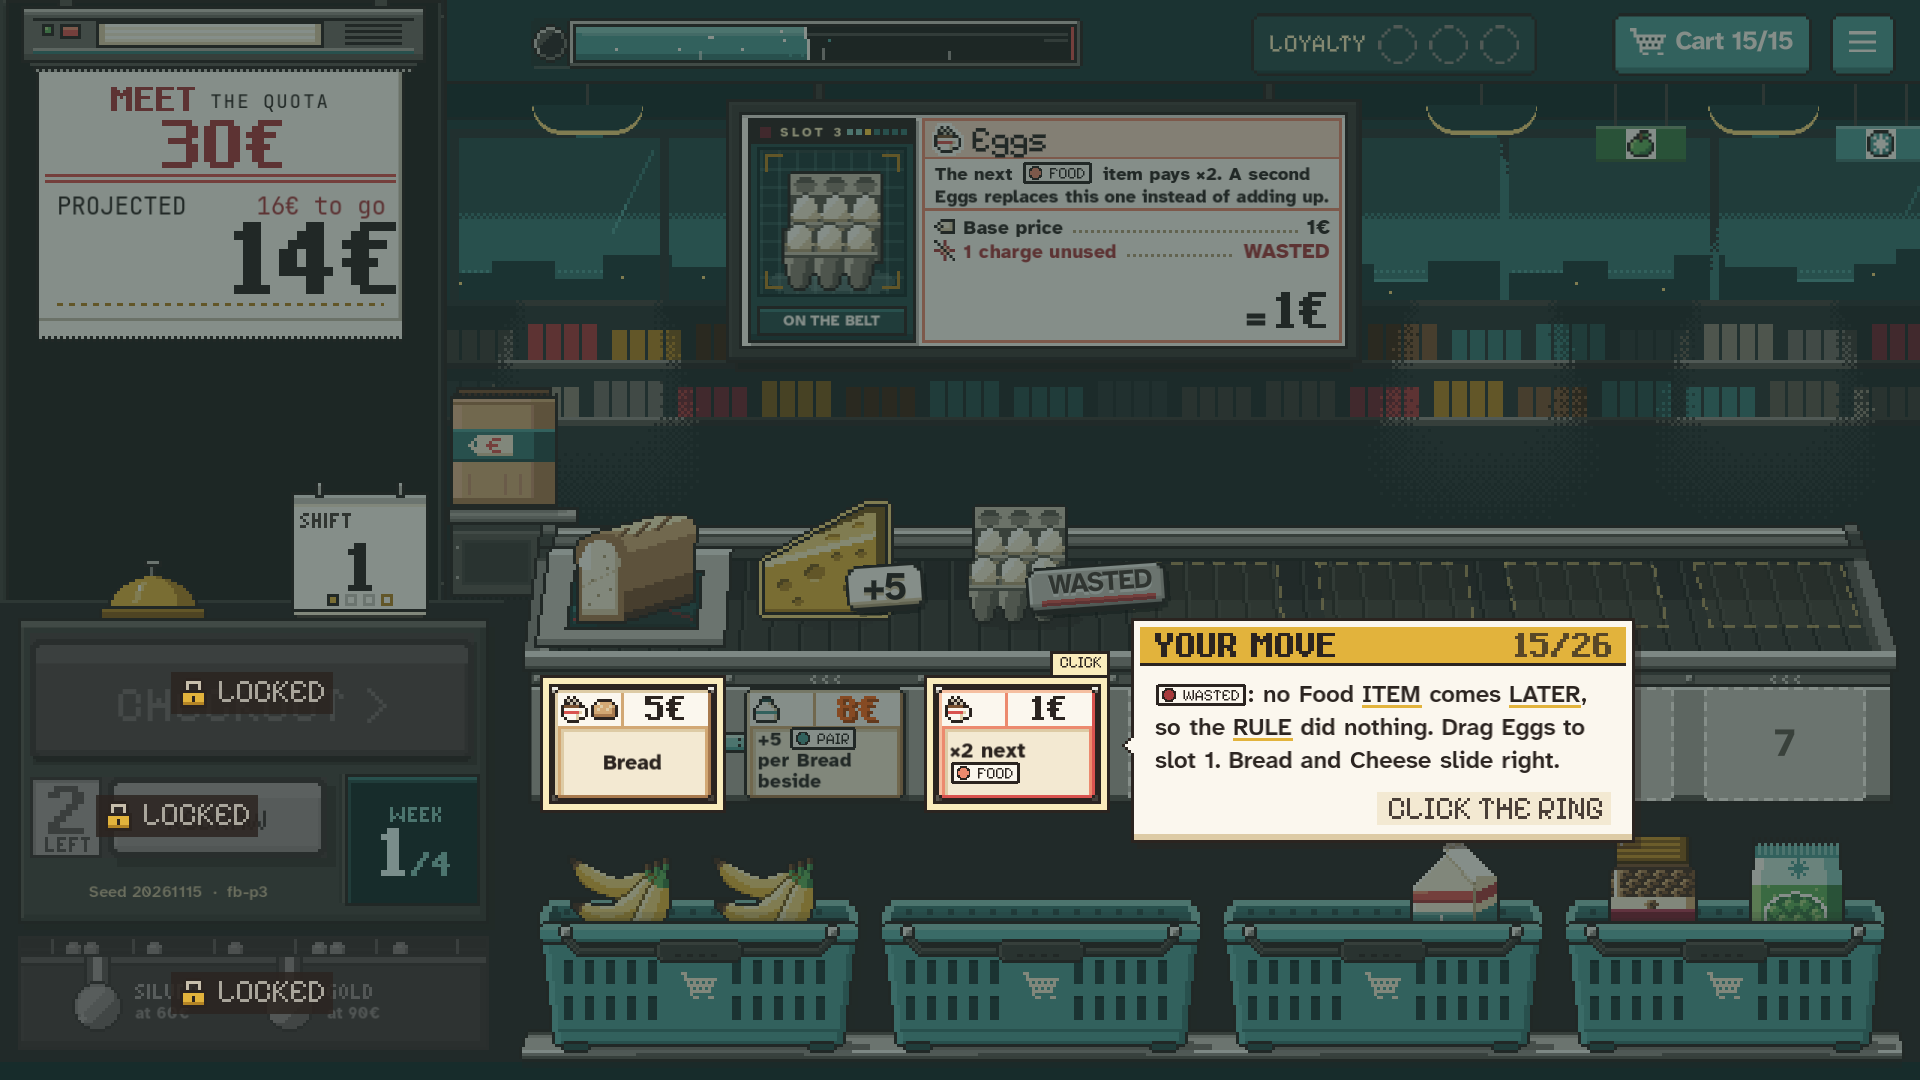 MEET THE QUOTA
30€
PROJECTED 16€ to go
14€
LOYALTY
Cart 15/15
SLOT 3
ON THE BELT
Eggs
The next FOOD item pays ×2. A second
Eggs replaces this one instead of adding up.
Base price 1€
1 charge unused WASTED
= 1€
€
SHIFT
1
+5
WASTED
CLICK
YOUR MOVE 15/26
WASTED: no Food ITEM comes LATER,
so the RULE did nothing. Drag Eggs to
slot 1. Bread and Cheese slide right.
CLICK THE RING
5€
Bread
8€
+5 PAIR
per Bread
beside
1€
×2 next
FOOD
7
LOCKED
2
LEFT
LOCKED
WEEK
1/4
Seed 20261115 · fb-p3
LOCKED
at 90€